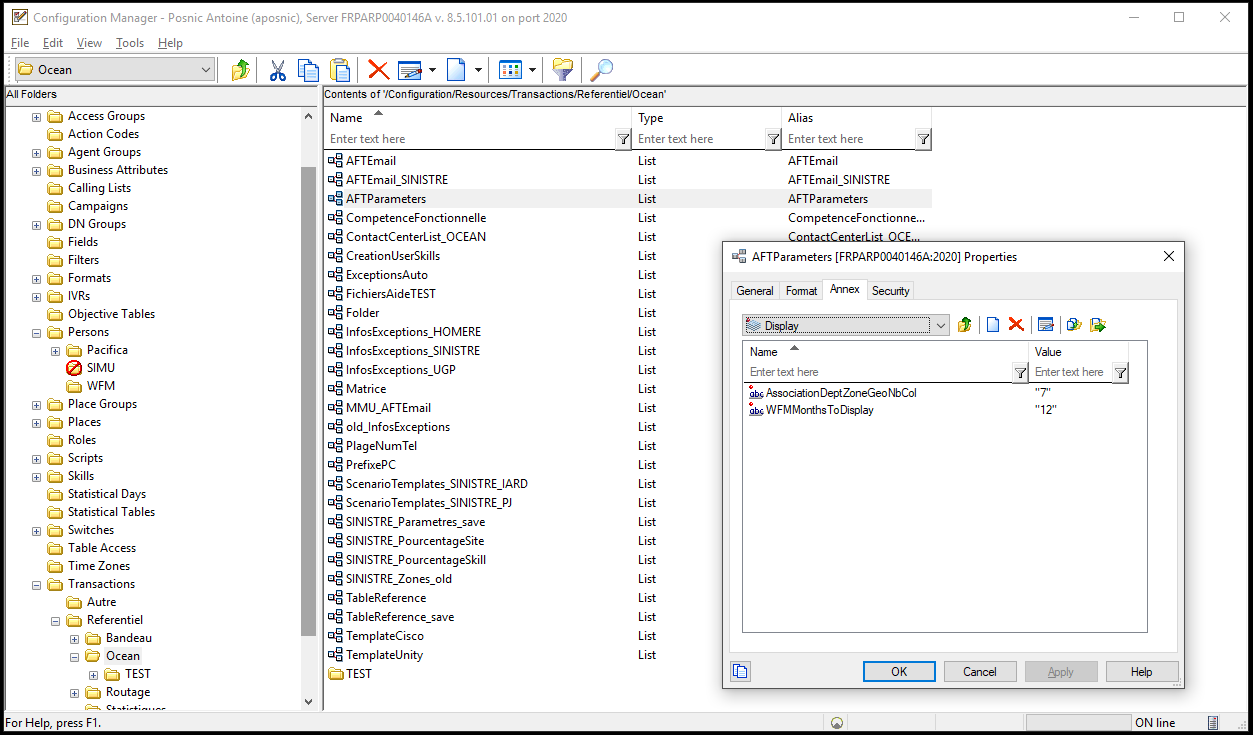 Configuration Manager - Posnic Antoine (aposnic), Server FRPARP0040146A v. 8.5.101.01 on port 2020
File Edit View Tools Help
Ocean
All Folders
Access Groups
Action Codes
Agent Groups
Business Attributes
Calling Lists
Campaigns
DN Groups
Fields
Filters
Formats
IVRs
Objective Tables
Persons
Pacifica
SIMU
WFM
Place Groups
Places
Roles
Scripts
Skills
Statistical Days
Statistical Tables
Switches
Table Access
Time Zones
Transactions
Autre
Referentiel
Bandeau
Ocean
TEST
Routage
Statistiques
Contents of '/Configuration/Resources/Transactions/Referentiel/Ocean'
Name Type Alias
Enter text here Enter text here Enter text here
AFTEmail List AFTEmail
AFTEmail_SINISTRE List AFTEmail_SINISTRE
AFTParameters List AFTParameters
CompetenceFonctionnelle List CompetenceFonctionne...
ContactCenterList_OCEAN List ContactCenterList_OCE...
CreationUserSkills List
ExceptionsAuto List
FichiersAideTEST List
Folder List
InfosExceptions_HOMERE List
InfosExceptions_SINISTRE List
InfosExceptions_UGP List
Matrice List
MMU_AFTEmail List
old_InfosExceptions List
PlageNumTel List
PrefixePC List
ScenarioTemplates_SINISTRE_IARD List
ScenarioTemplates_SINISTRE_PJ List
SINISTRE_Parametres_save List
SINISTRE_PourcentageSite List
SINISTRE_PourcentageSkill List
SINISTRE_Zones_old List
TableReference List
TableReference_save List
TemplateCisco List
TemplateUnity List
TEST
AFTParameters [FRPARP0040146A:2020] Properties
General Format Annex Security
Display
Name Value
Enter text here Enter text here
abc AssociationDeptZoneGeoNbCol "7"
abc WFMMonthsToDisplay "12"
OK Cancel Apply Help
For Help, press F1.
ON line